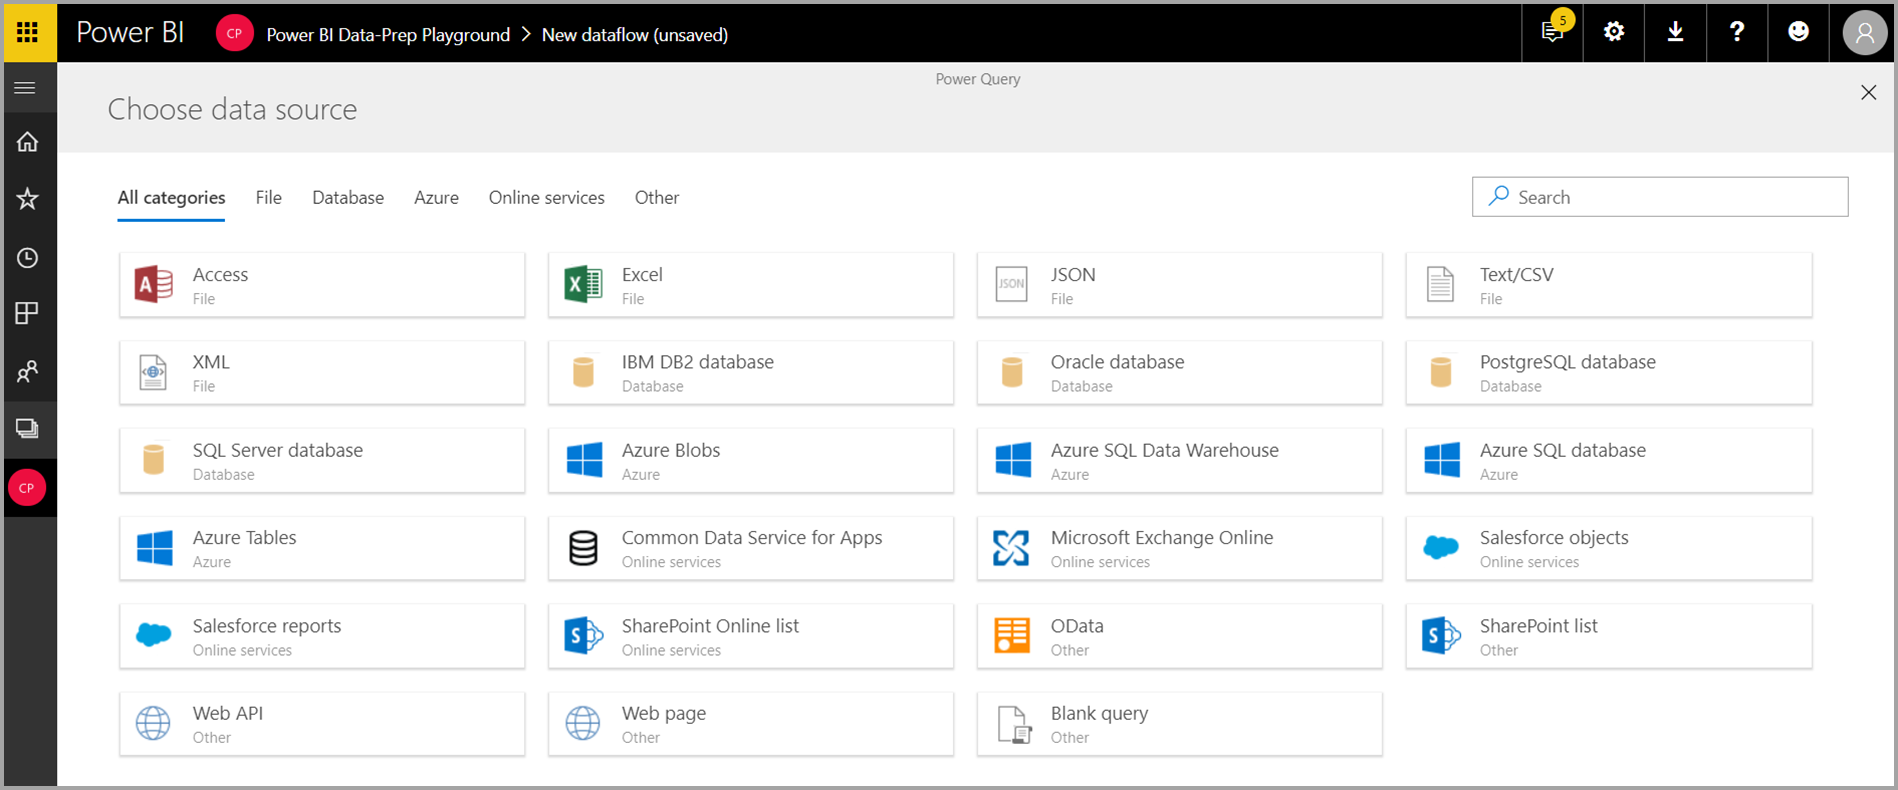 Power BI CP Power BI Data-Prep Playground > New dataflow (unsaved) 5 ?
Power Query
Choose data source
All categories File Database Azure Online services Other Search
A Access X Excel JSON JSON Text/CSV
File File File File
XML IBM DB2 database Oracle database PostgreSQL database
File Database Database Database
SQL Server database Azure Blobs Azure SQL Data Warehouse Azure SQL database
Database Azure Azure Azure
CP
Azure Tables Common Data Service for Apps Microsoft Exchange Online Salesforce objects
Azure Online services Online services Online services
Salesforce reports S SharePoint Online list OData S SharePoint list
Online services Online services Other Other
Web API Web page Blank query
Other Other Other